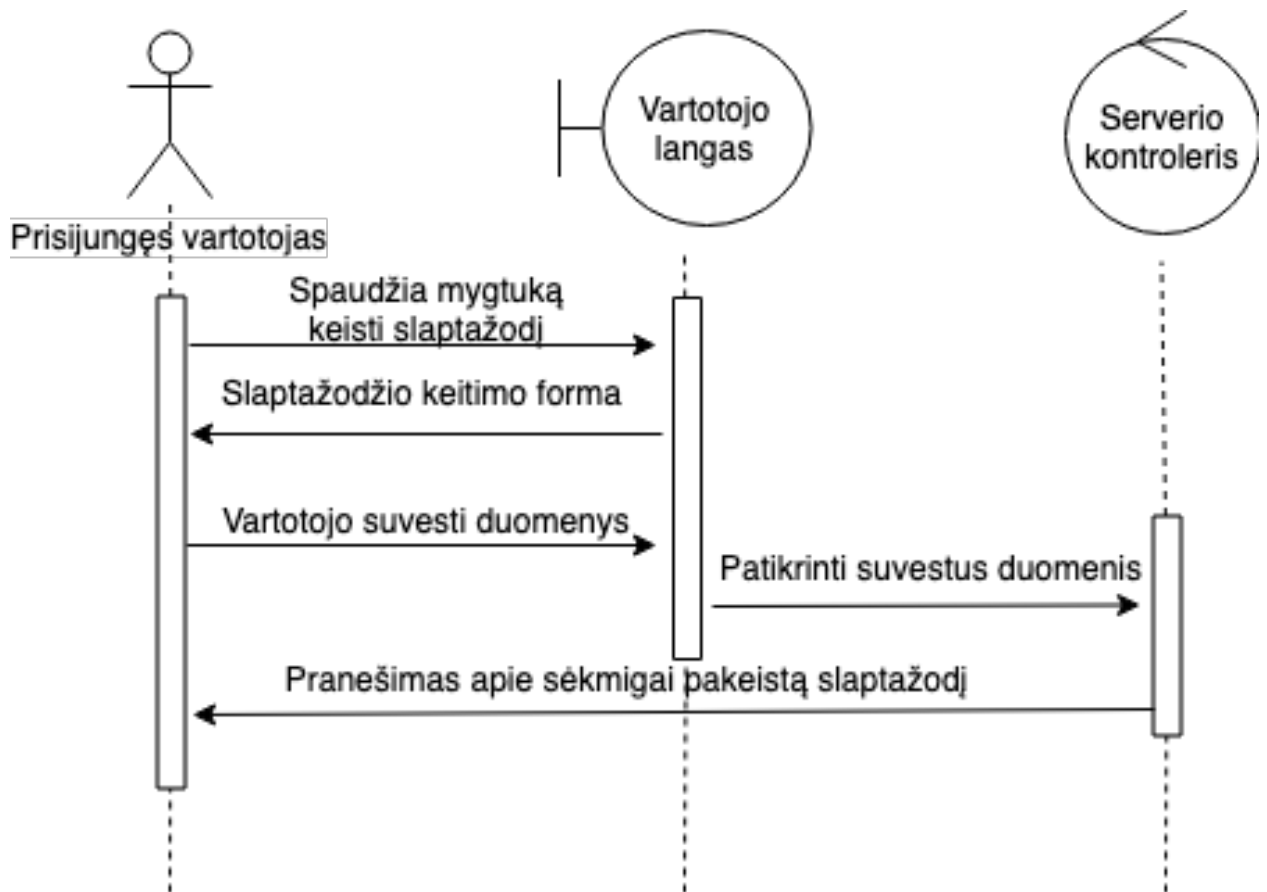 Vartotojo
langas
Serverio
kontroleris
Prisijungęs vartotojas
Spaudžia mygtuką
keisti slaptažodį
Slaptažodžio keitimo forma
Vartotojo suvesti duomenys
Patikrinti suvestus duomenis
Pranešimas apie sėkmigai pakeistą slaptažodį